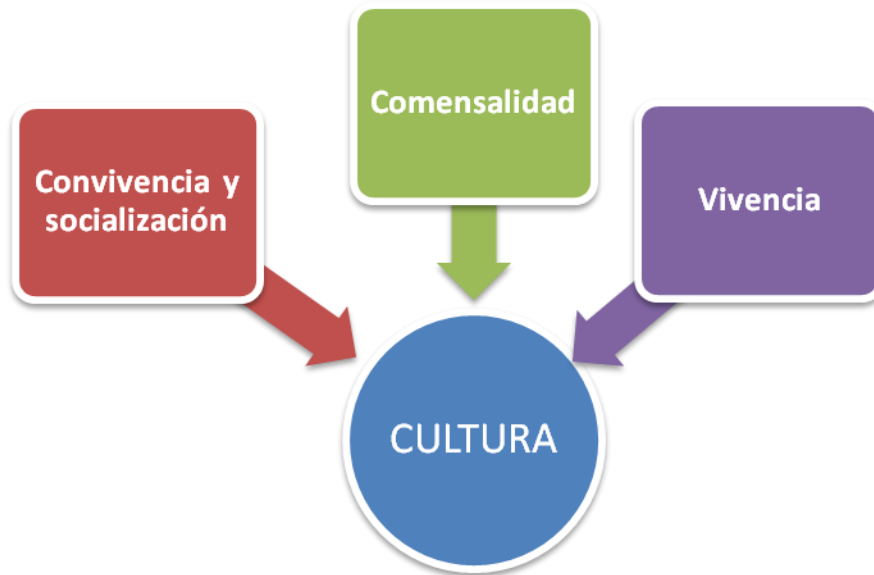 Comensalidad
Convivencia y
socialización
Vivencia
CULTURA